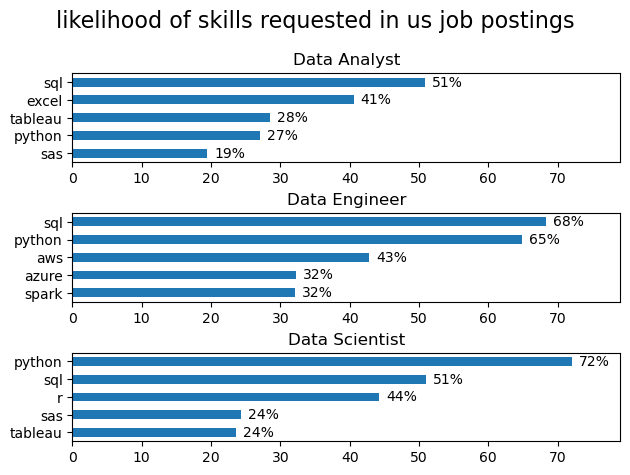 likelihood of skills requested in us job postings
Data Analyst
sql 51%
excel 41%
tableau 28%
python 27%
sas 19%
0 10 20 30 40 50 60 70
Data Engineer
sql 68%
python 65%
aws 43%
azure 32%
spark 32%
0 10 20 30 40 50 60 70
Data Scientist
python 72%
sql 51%
r 44%
sas 24%
tableau 24%
0 10 20 30 40 50 60 70